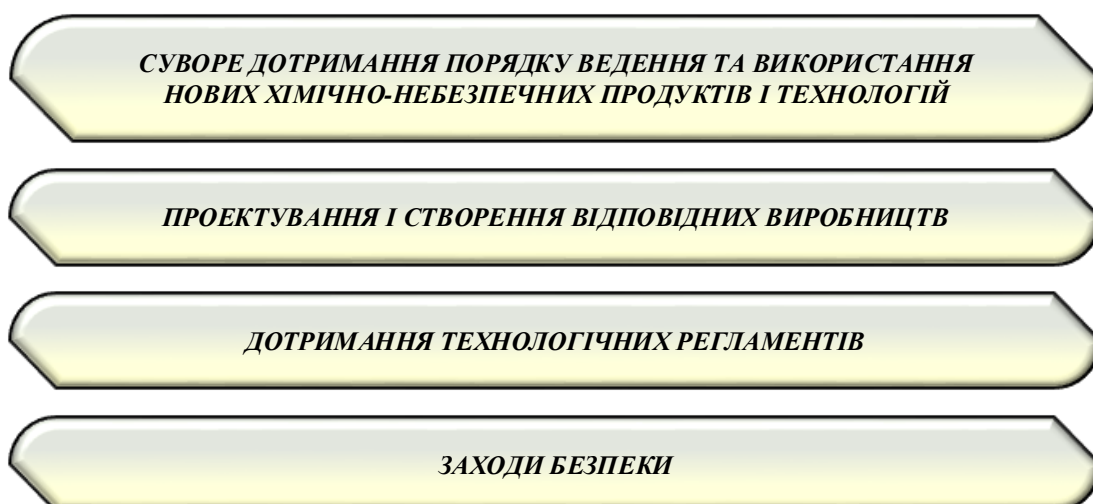 СУВОРЕ ДОТРИМАННЯ ПОРЯДКУ ВЕДЕННЯ ТА ВИКОРИСТАННЯ
НОВИХ ХІМІЧНО-НЕБЕЗПЕЧНИХ ПРОДУКТІВ І ТЕХНОЛОГІЙ
ПРОЕКТУВАННЯ І СТВОРЕННЯ ВІДПОВІДНИХ ВИРОБНИЦТВ
ДОТРИМАННЯ ТЕХНОЛОГІЧНИХ РЕГЛАМЕНТІВ
ЗАХОДИ БЕЗПЕКИ